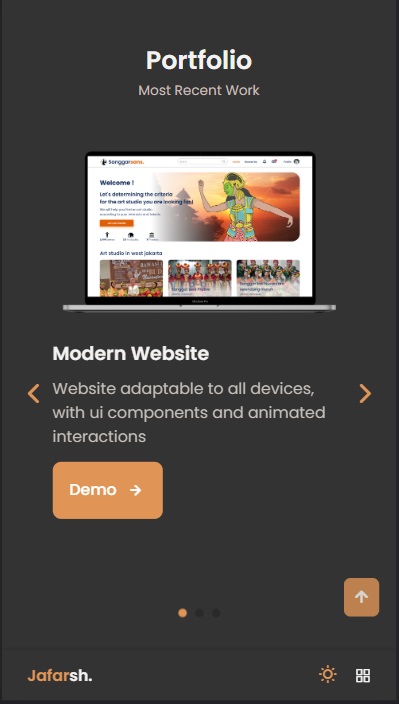 Portfolio
Most Recent Work
Sanggarseni.
Welcome !
Let's determining the criteria
for the art studio you are looking for!
Art studio in west jakarta
Modern Website
Website adaptable to all devices,
with ui components and animated
interactions
Demo
Jafarsh.